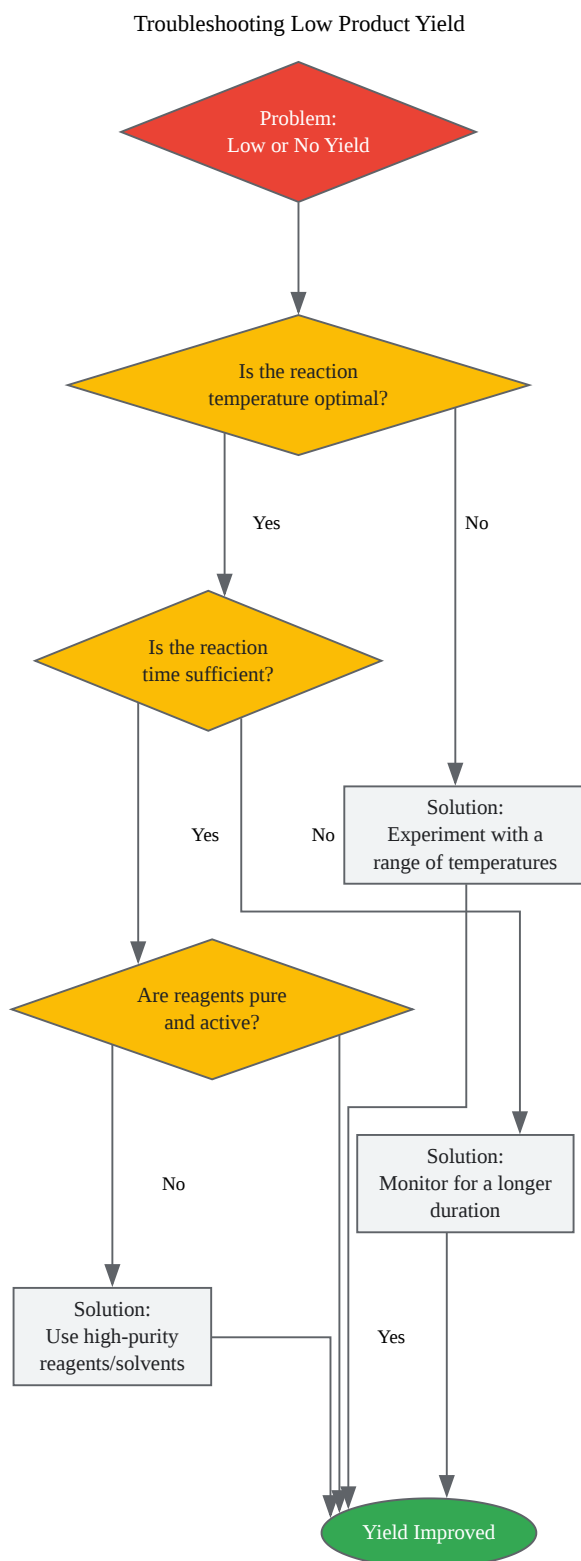 Troubleshooting Low Product Yield
Problem:
Low or No Yield
Is the reaction
temperature optimal?
Yes
No
Is the reaction
time sufficient?
Solution:
Experiment with a
range of temperatures
Yes
No
Are reagents pure
and active?
Solution:
Monitor for a longer
duration
No
Solution:
Use high-purity
reagents/solvents
Yes
Yield Improved